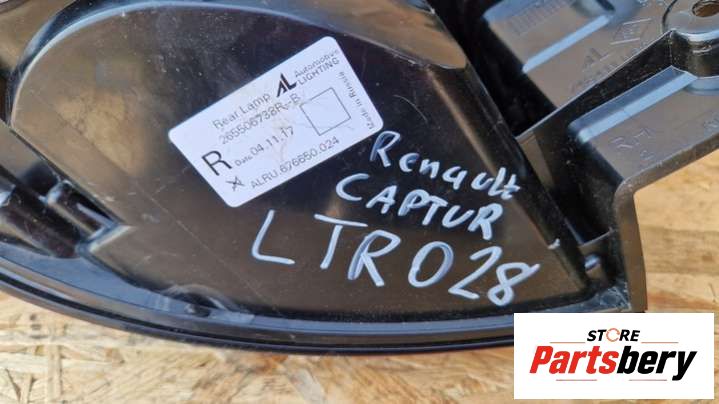 AL Automotive
LIGHTING
Rear Lamp
265506738R--B
Made in Russia
R Date 04.11.17
ALRU.676650.024
Renault
CAPTUR
LTR028
STORE
Partsbery